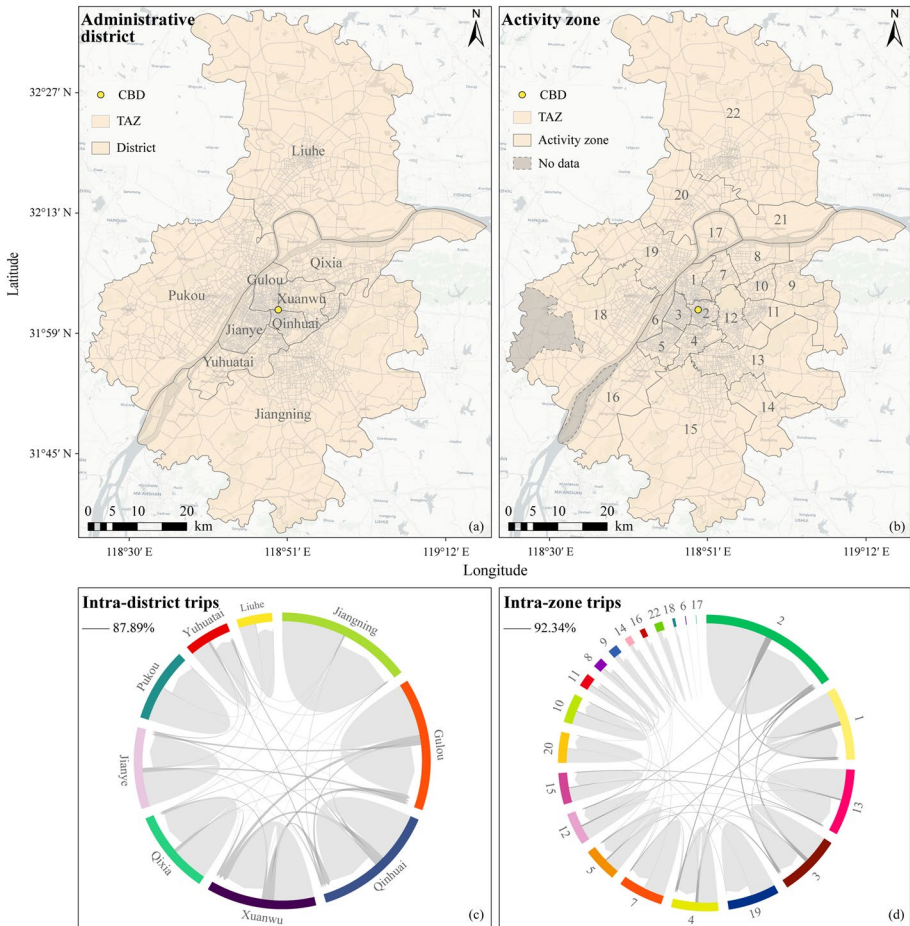 Administrative
district
N
CBD
TAZ
District
Liuhe
Qixia
Gulou
Pukou
Xuanwu
Qinhuai
Jianye
Yuhuatai
Jiangning
0 5 10 20
km
(a)
Activity zone
N
CBD
TAZ
Activity zone
No data
22
20
21
17
19
8
7
1
10
9
18
3
2
12
11
6
4
5
13
16
14
15
0 5 10 20
km
(b)
32°27' N
32°13' N
31°59' N
31°45' N
Latitude
118°30' E
118°51' E
119°12' E
118°30' E
118°51' E
119°12' E
Longitude
Intra-district trips
87.89%
Liuhe
Jiangning
Yuhuatai
Pukou
Gulou
Jianye
Qixia
Qinhuai
Xuanwu
(c)
Intra-zone trips
92.34%
2
1
13
3
19
4
7
5
12
15
20
10
11
8
9
14
16
22
18
6
17
(d)